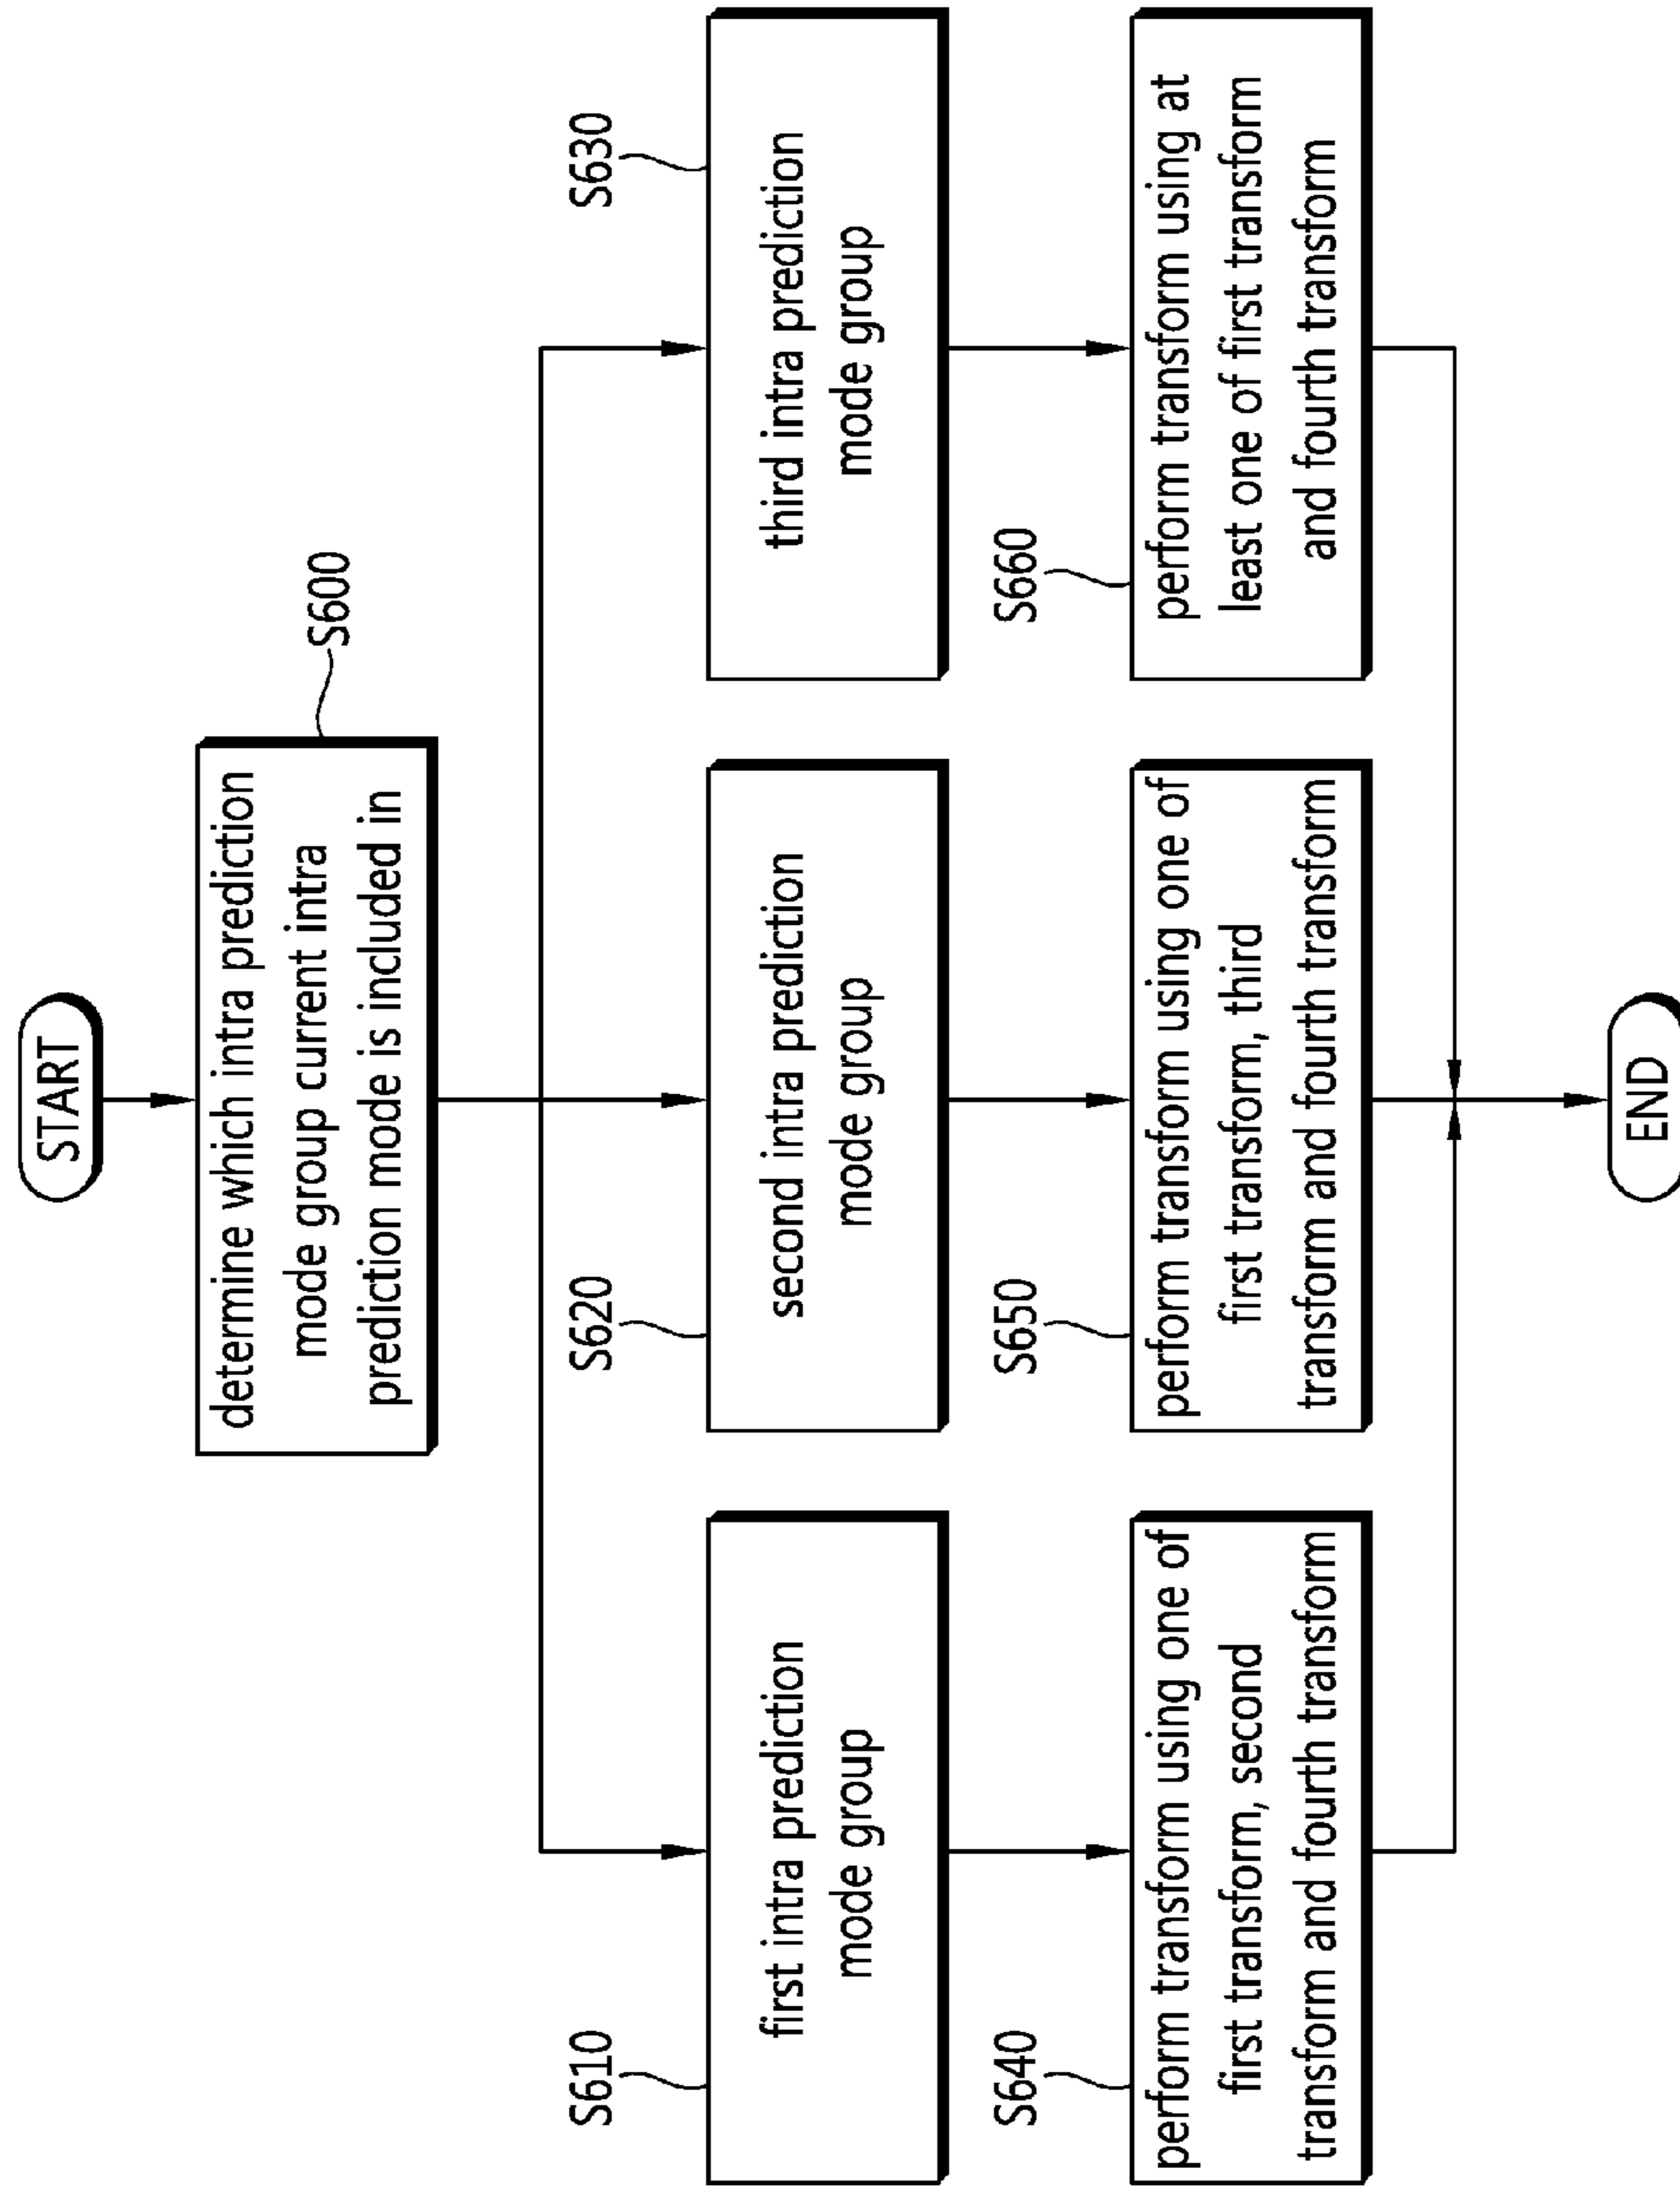 START
S600
determine which intra prediction
mode group current intra
prediction mode is included in
S610
first intra prediction
mode group
S620
second intra prediction
mode group
S630
third intra prediction
mode group
S640
perform transform using one of
first transform, second
transform and fourth transform
S650
perform transform using one of
first transform, third
transform and fourth transform
S660
perform transform using at
least one of first transform
and fourth transform
END